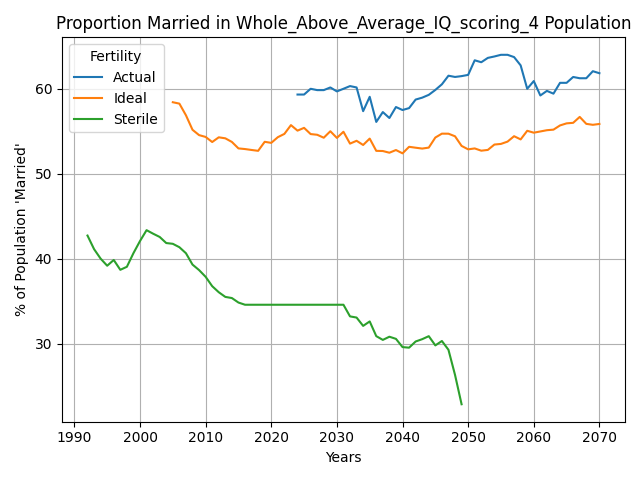 Proportion Married in Whole_Above_Average_IQ_scoring_4 Population
Fertility
Actual
Ideal
Sterile
% of Population 'Married'
60
50
40
30
1990 2000 2010 2020 2030 2040 2050 2060 2070
Years